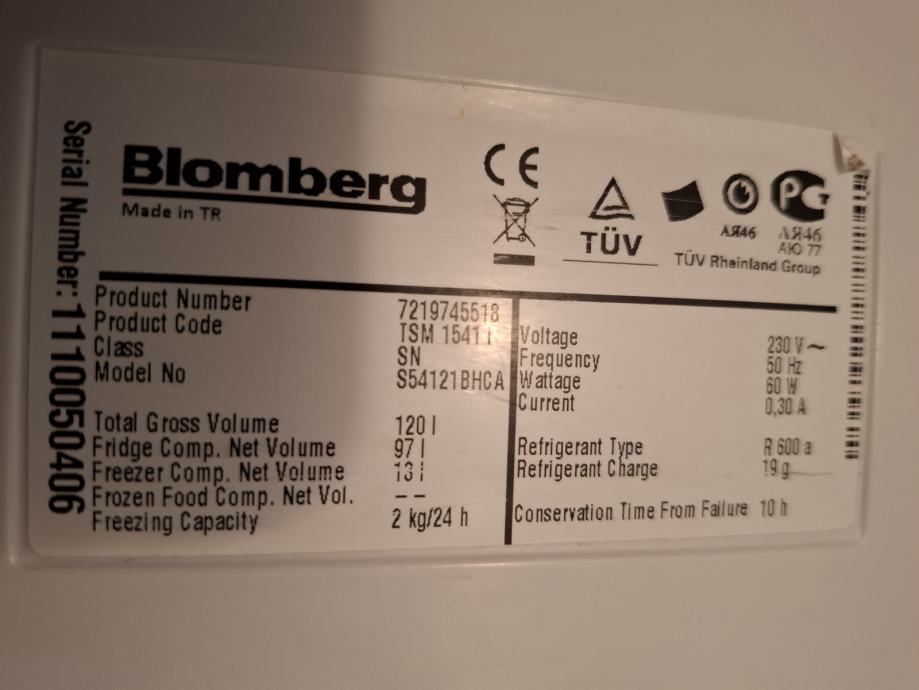 Serial Number: 1110050406
Blomberg
Made in TR
CE
TÜV
PG
АЯ46
АЯ46
АЮ 77
TÜV Rheinland Group
Product Number 7219745518
Product Code TSM 1541
Class SN
Model No S54121BHCA
Total Gross Volume 120 l
Fridge Comp. Net Volume 97 l
Freezer Comp. Net Volume 13 l
Frozen Food Comp. Net Vol. – –
Freezing Capacity 2 kg/24 h
Voltage 230 V ~
Frequency 50 Hz
Wattage 60 W
Current 0,30 A
Refrigerant Type R 600 a
Refrigerant Charge 19 g
Conservation Time From Failure 10 h